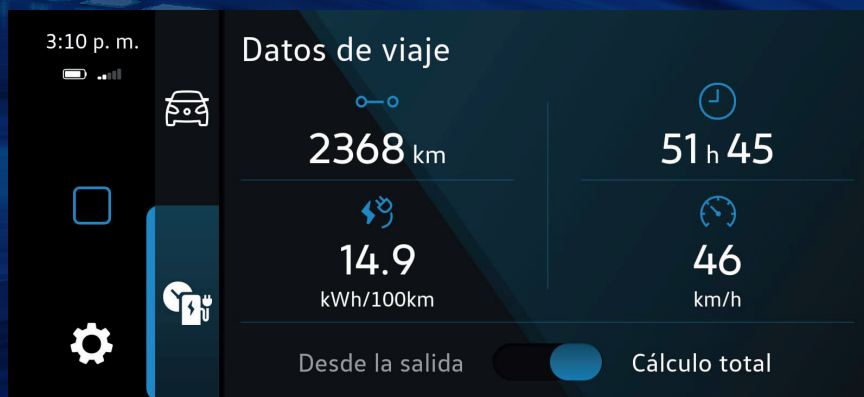 3:10 p. m.
Datos de viaje
2368 km
51 h 45
14.9
kWh/100km
46
km/h
Desde la salida
Cálculo total